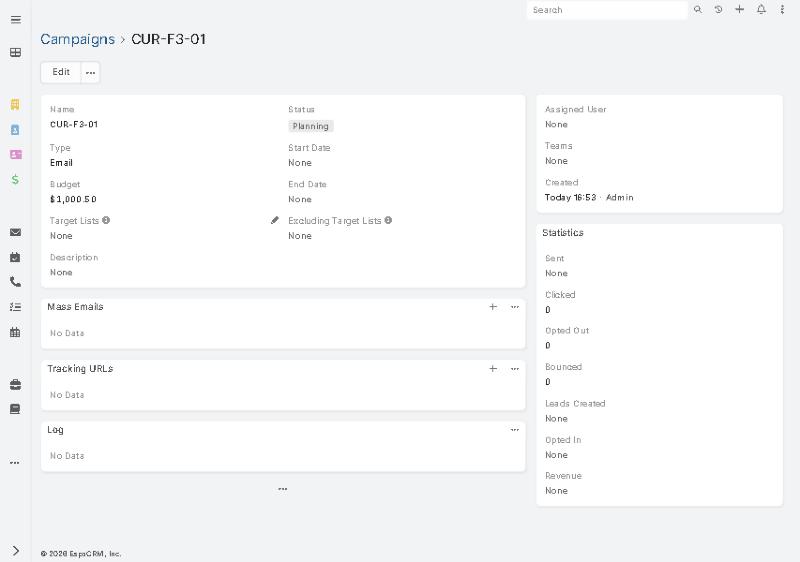 Search
Campaigns > CUR-F3-01
Edit
Name
CUR-F3-01
Status
Planning
Type
Email
Start Date
None
Budget
$1,000.50
End Date
None
Target Lists
None
Excluding Target Lists
None
Description
None
Mass Emails
No Data
Tracking URLs
No Data
Log
No Data
Assigned User
None
Teams
None
Created
Today 16:53 · Admin
Statistics
Sent
None
Clicked
0
Opted Out
0
Bounced
0
Leads Created
None
Opted In
None
Revenue
None
© 2026 EspoCRM, Inc.